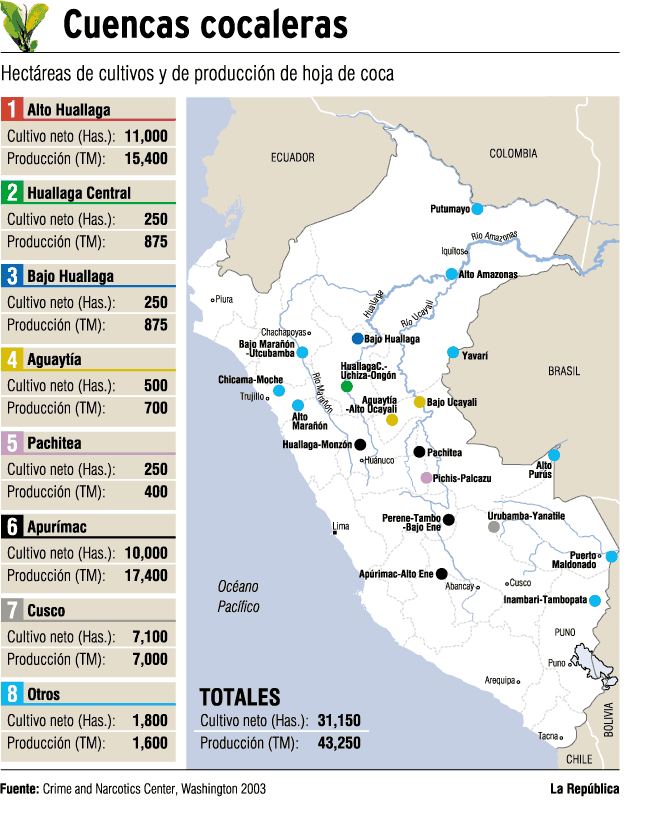 Cuencas cocaleras
Hectáreas de cultivos y de producción de hoja de coca
1 Alto Huallaga
Cultivo neto (Has.): 11,000
Producción (TM): 15,400
2 Huallaga Central
Cultivo neto (Has.): 250
Producción (TM): 875
3 Bajo Huallaga
Cultivo neto (Has.): 250
Producción (TM): 875
4 Aguaytía
Cultivo neto (Has.): 500
Producción (TM): 700
5 Pachitea
Cultivo neto (Has.): 250
Producción (TM): 400
6 Apurímac
Cultivo neto (Has.): 10,000
Producción (TM): 17,400
7 Cusco
Cultivo neto (Has.): 7,100
Producción (TM): 7,000
8 Otros
Cultivo neto (Has.): 1,800
Producción (TM): 1,600
ECUADOR
COLOMBIA
Putumayo
Río Amazonas
Iquitos
Alto Amazonas
Huallaga
Río Ucayali
Piura
Chachapoyas
Bajo Marañón
-Utcubamba
Bajo Huallaga
Yavarí
BRASIL
HuallagaC.-
Uchiza-Ongón
Chicama-Moche
Trujillo
Río Marañón
Alto
Marañón
Aguaytía
-Alto Ucayali
Bajo Ucayali
Huallaga-Monzón
Huánuco
Pachitea
Alto
Purús
Pichis-Palcazu
Perene-Tambo
-Bajo Ene
Urubamba-Yanatile
Lima
Puerto
Maldonado
Apúrimac-Alto Ene
Abancay
Cusco
Inambari-Tambopata
Océano
Pacífico
PUNO
Puno
Arequipa
BOLIVIA
Tacna
CHILE
TOTALES
Cultivo neto (Has.): 31,150
Producción (TM): 43,250
Fuente: Crime and Narcotics Center, Washington 2003
La República